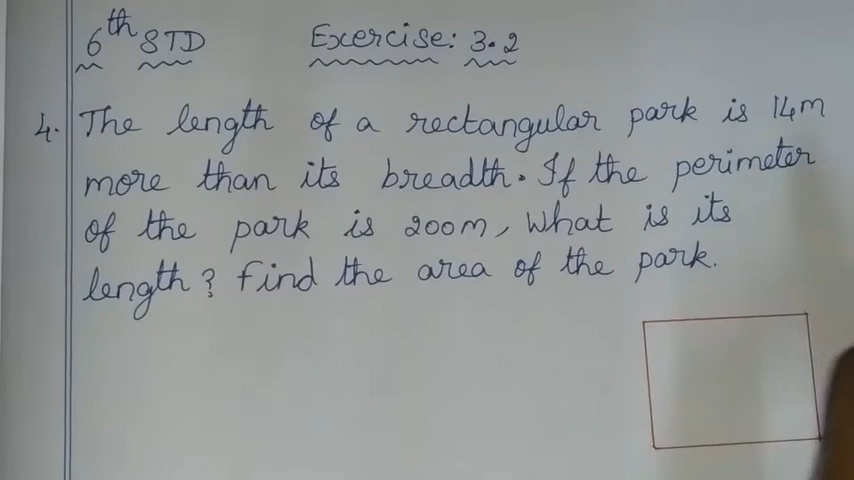 6th STD Exercise: 3.2
4. The length of a rectangular park is 14m
more than its breadth. If the perimeter
of the park is 200m, What is its
length? Find the area of the park.